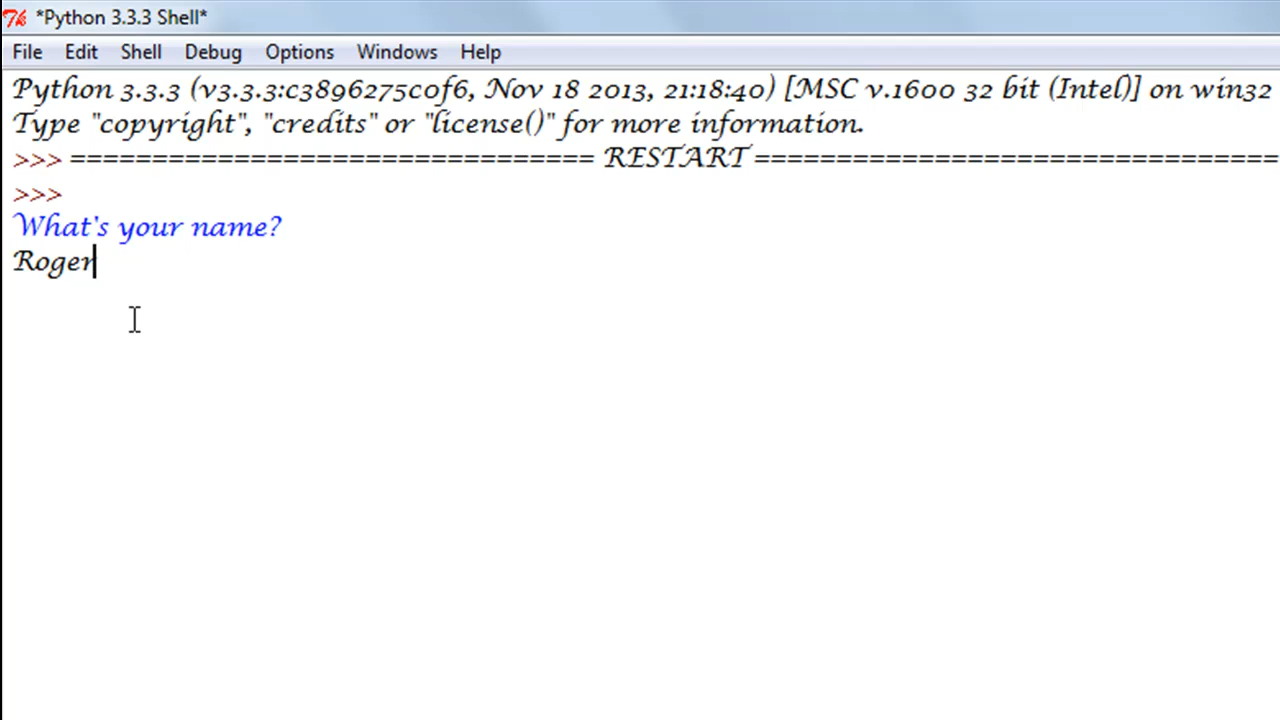 *Python 3.3.3 Shell*
File Edit Shell Debug Options Windows Help
Python 3.3.3 (v3.3.3:c3896275c0f6, Nov 18 2013, 21:18:40) [MSC v.1600 32 bit (Intel)] on win32
Type "copyright", "credits" or "license()" for more information.
>>> ================================ RESTART ================================
>>>
What's your name?
Roger